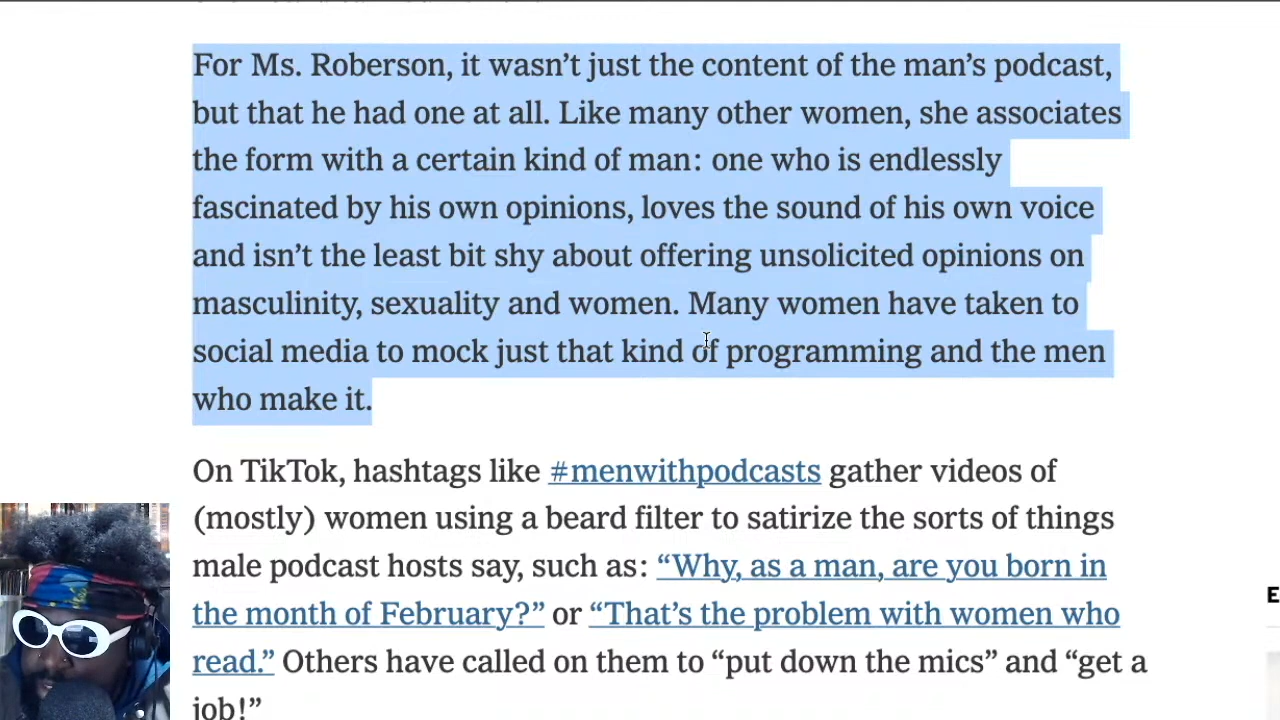 For Ms. Roberson, it wasn’t just the content of the man’s podcast,
but that he had one at all. Like many other women, she associates
the form with a certain kind of man: one who is endlessly
fascinated by his own opinions, loves the sound of his own voice
and isn’t the least bit shy about offering unsolicited opinions on
masculinity, sexuality and women. Many women have taken to
social media to mock just that kind of programming and the men
who make it.
On TikTok, hashtags like #menwithpodcasts gather videos of
(mostly) women using a beard filter to satirize the sorts of things
male podcast hosts say, such as: “Why, as a man, are you born in
the month of February?” or “That’s the problem with women who
read.” Others have called on them to “put down the mics” and “get a
job!”
E